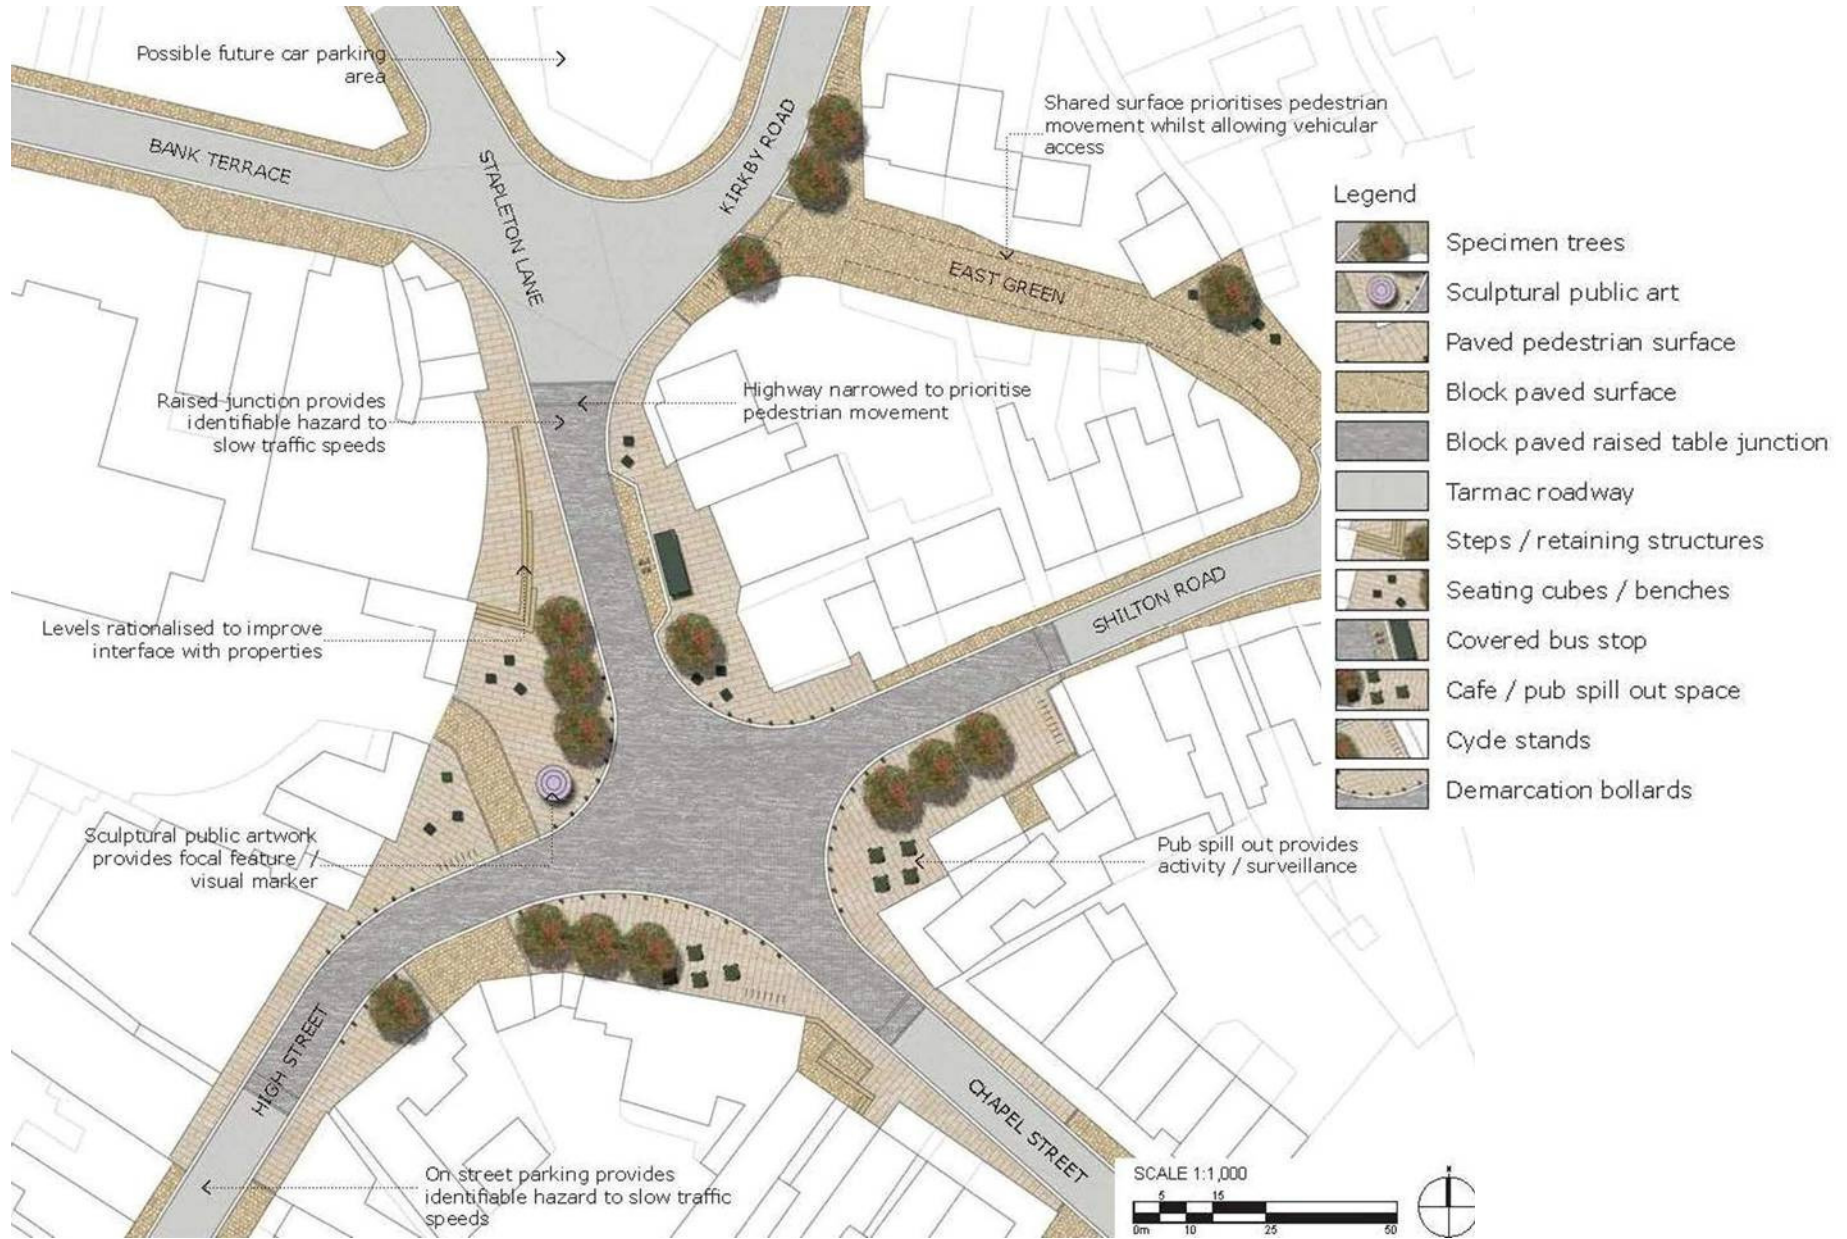 Possible future car parking
area
BANK TERRACE
STAPLETON LANE
KIRKBY ROAD
Shared surface prioritises pedestrian
movement whilst allowing vehicular
access
EAST GREEN
Raised junction provides
identifiable hazard to
slow traffic speeds
Highway narrowed to prioritise
pedestrian movement
SHILTON ROAD
Levels rationalised to improve
interface with properties
Sculptural public artwork
provides focal feature /
visual marker
Pub spill out provides
activity / surveillance
HIGH STREET
CHAPEL STREET
On street parking provides
identifiable hazard to slow traffic
speeds
Legend
Specimen trees
Sculptural public art
Paved pedestrian surface
Block paved surface
Block paved raised table junction
Tarmac roadway
Steps / retaining structures
Seating cubes / benches
Covered bus stop
Cafe / pub spill out space
Cycle stands
Demarcation bollards
SCALE 1:1,000
5 15
0m 10 25 50
N